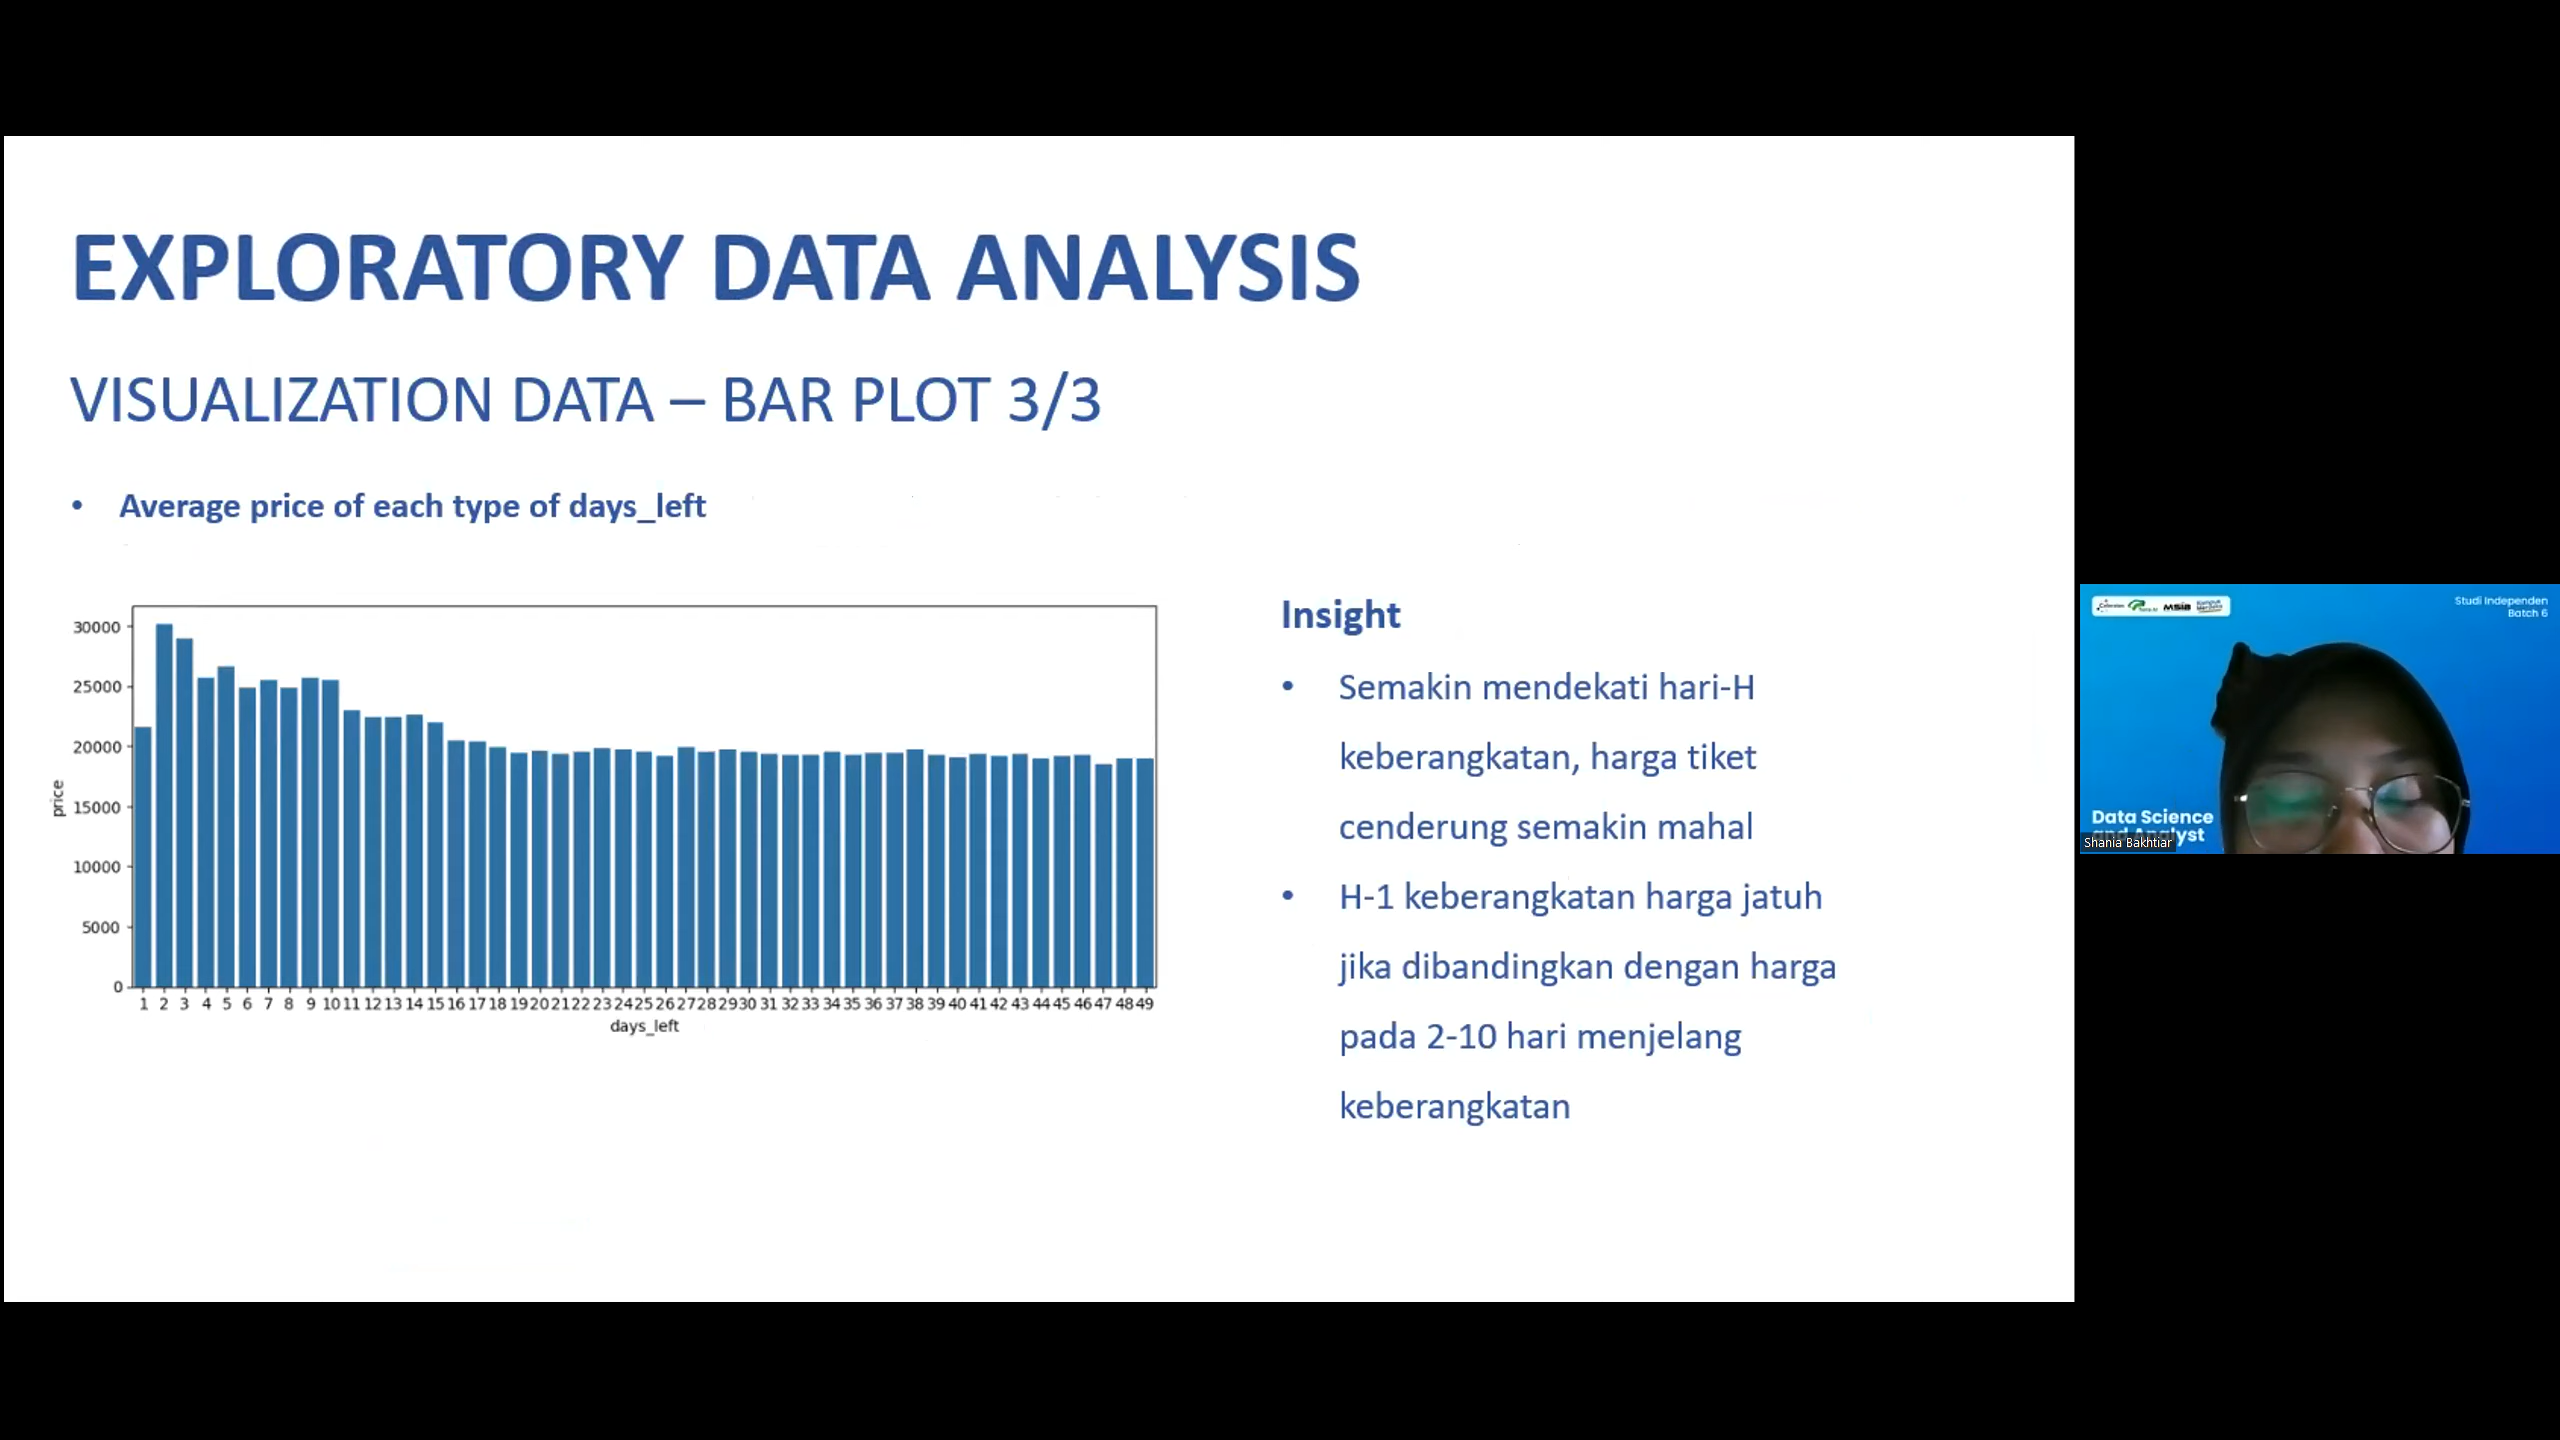 EXPLORATORY DATA ANALYSIS
VISUALIZATION DATA – BAR PLOT 3/3
• Average price of each type of days_left
30000
25000
20000
15000
10000
5000
0
price
1 2 3 4 5 6 7 8 9 10 11 12 13 14 15 16 17 18 19 20 21 22 23 24 25 26 27 28 29 30 31 32 33 34 35 36 37 38 39 40 41 42 43 44 45 46 47 48 49
days_left
Insight
• Semakin mendekati hari-H
keberangkatan, harga tiket
cenderung semakin mahal
• H-1 keberangkatan harga jatuh
jika dibandingkan dengan harga
pada 2-10 hari menjelang
keberangkatan
MSIB
Studi Independen
Batch 6
Data Science
and Analyst
Shania Bakhtiar